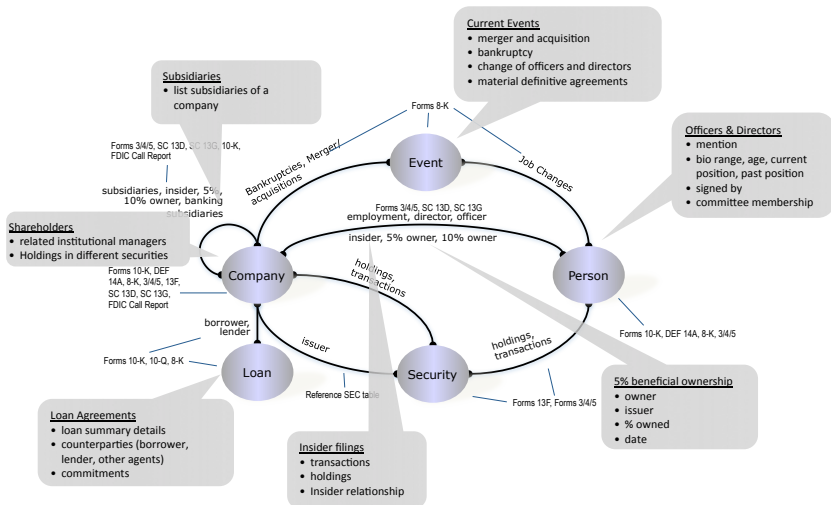 Current Events
• merger and acquisition
• bankruptcy
• change of officers and directors
• material definitive agreements
Subsidiaries
• list subsidiaries of a
company
Forms 8-K
Officers & Directors
• mention
• bio range, age, current
position, past position
• signed by
• committee membership
Forms 3/4/5, SC 13D, SC 13G, 10-K,
FDIC Call Report
Bankruptcies, Merger/
acquisitions
Event
Job Changes
subsidiaries, insider, 5%,
10% owner, banking
subsidiaries
Forms 3/4/5, SC 13D, SC 13G
employment, director, officer
insider, 5% owner, 10% owner
Shareholders
• related institutional managers
• Holdings in different securities
Company
holdings,
transactions
Person
Forms 10-K, DEF
14A, 8-K, 3/4/5, 13F,
SC 13D, SC 13G,
FDIC Call Report
borrower,
lender
issuer
holdings,
transactions
Forms 10-K, DEF 14A, 8-K, 3/4/5
Forms 10-K, 10-Q, 8-K
Loan
Security
Reference SEC table
Forms 13F, Forms 3/4/5
5% beneficial ownership
• owner
• issuer
• % owned
• date
Loan Agreements
• loan summary details
• counterparties (borrower,
lender, other agents)
• commitments
Insider filings
• transactions
• holdings
• Insider relationship